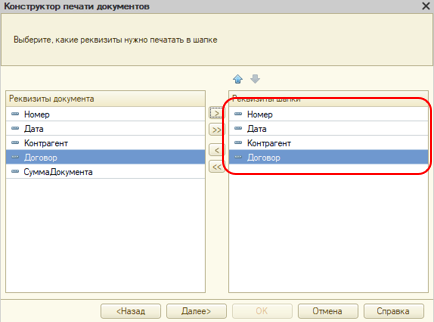 Конструктор печати документов
Выберите, какие реквизиты нужно печатать в шапке
Реквизиты документа
Номер
Дата
Контрагент
Договор
СуммаДокумента
>
>>
<
<<
Реквизиты шапки
Номер
Дата
Контрагент
Договор
<Назад
Далее>
OK
Отмена
Справка